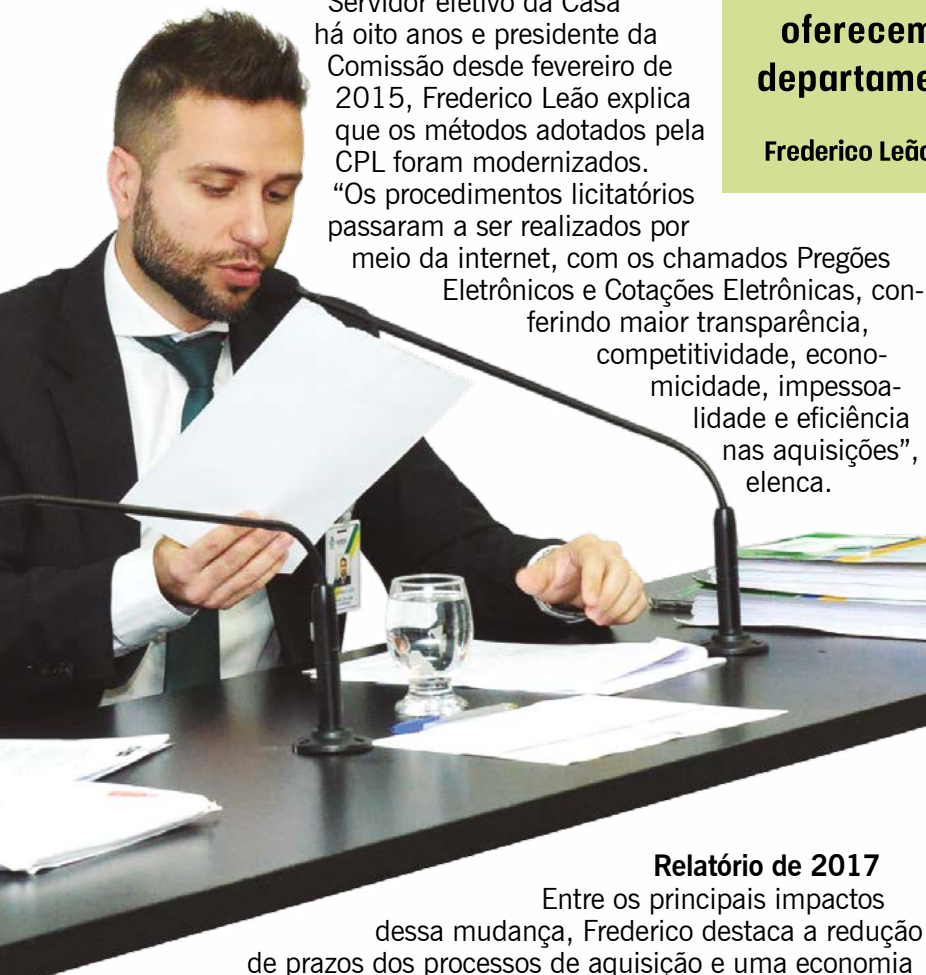 Servidor efetivo da Casa
há oito anos e presidente da
Comissão desde fevereiro de
2015, Frederico Leão explica
que os métodos adotados pela
CPL foram modernizados.
“Os procedimentos licitatórios
passaram a ser realizados por
meio da internet, com os chamados Pregões
Eletrônicos e Cotações Eletrônicas, con-
ferindo maior transparência,
competitividade, econo-
micidade, impessoa-
lidade e eficiência
nas aquisições”,
elenca.
oferecem
departame
Frederico Leão
Relatório de 2017
Entre os principais impactos
dessa mudança, Frederico destaca a redução
de prazos dos processos de aquisição e uma economia